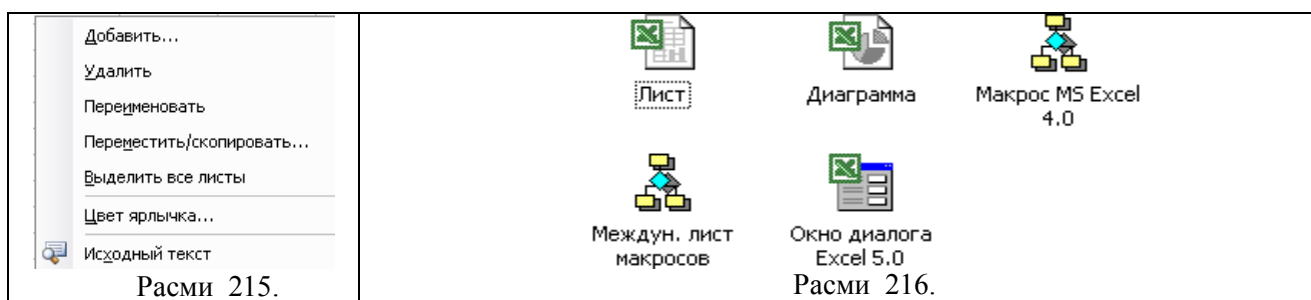 Добавить...
Удалить
Переименовать
Переместить/скопировать...
Выделить все листы
Цвет ярлычка...
Исходный текст
Расми 215.
Лист
Диаграмма
Макрос MS Excel
4.0
Междун. лист
макросов
Окно диалога
Excel 5.0
Расми 216.